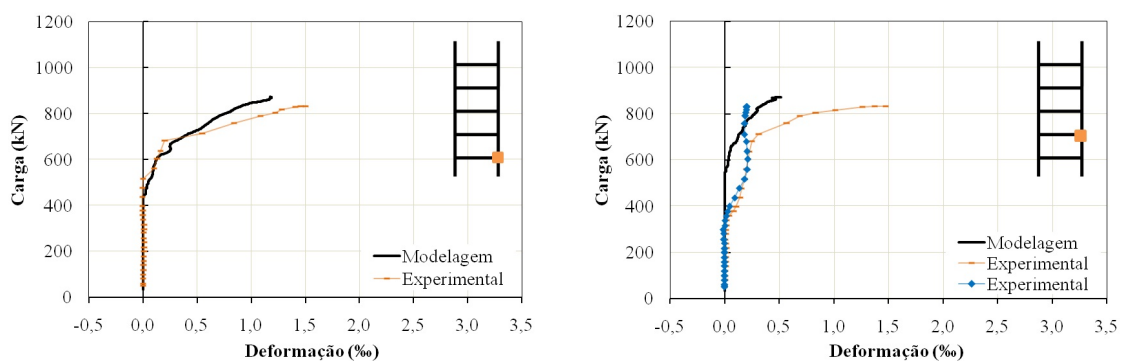 1200
1000
800
600
400
200
0
Carga (kN)
-0,5 0,0 0,5 1,0 1,5 2,0 2,5 3,0 3,5
Deformação (‰)
Modelagem
Experimental
1200
1000
800
600
400
200
0
Carga (kN)
-0,5 0,0 0,5 1,0 1,5 2,0 2,5 3,0 3,5
Deformação (‰)
Modelagem
Experimental
Experimental